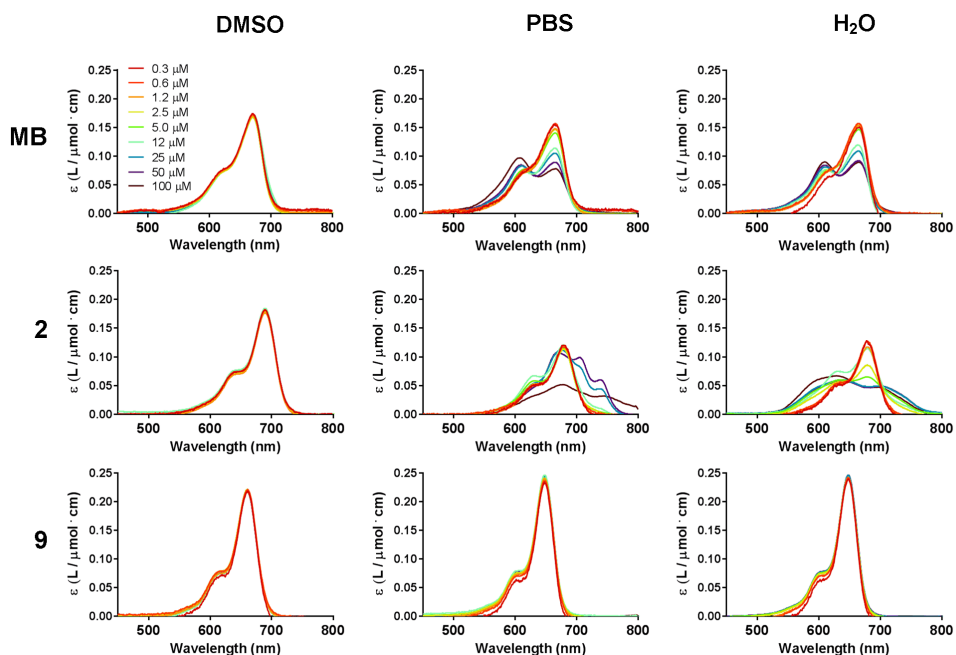 DMSO PBS H₂O
MB
ε (L / μmol · cm)
0.25
0.20
0.15
0.10
0.05
0.00
0.3 μM
0.6 μM
1.2 μM
2.5 μM
5.0 μM
12 μM
25 μM
50 μM
100 μM
500 600 700 800
Wavelength (nm)
ε (L / μmol · cm)
0.25
0.20
0.15
0.10
0.05
0.00
500 600 700 800
Wavelength (nm)
ε (L / μmol · cm)
0.25
0.20
0.15
0.10
0.05
0.00
500 600 700 800
Wavelength (nm)
2
ε (L / μmol · cm)
0.25
0.20
0.15
0.10
0.05
0.00
500 600 700 800
Wavelength (nm)
ε (L / μmol · cm)
0.25
0.20
0.15
0.10
0.05
0.00
500 600 700 800
Wavelength (nm)
ε (L / μmol · cm)
0.25
0.20
0.15
0.10
0.05
0.00
500 600 700 800
Wavelength (nm)
9
ε (L / μmol · cm)
0.25
0.20
0.15
0.10
0.05
0.00
500 600 700 800
Wavelength (nm)
ε (L / μmol · cm)
0.25
0.20
0.15
0.10
0.05
0.00
500 600 700 800
Wavelength (nm)
ε (L / μmol · cm)
0.25
0.20
0.15
0.10
0.05
0.00
500 600 700 800
Wavelength (nm)